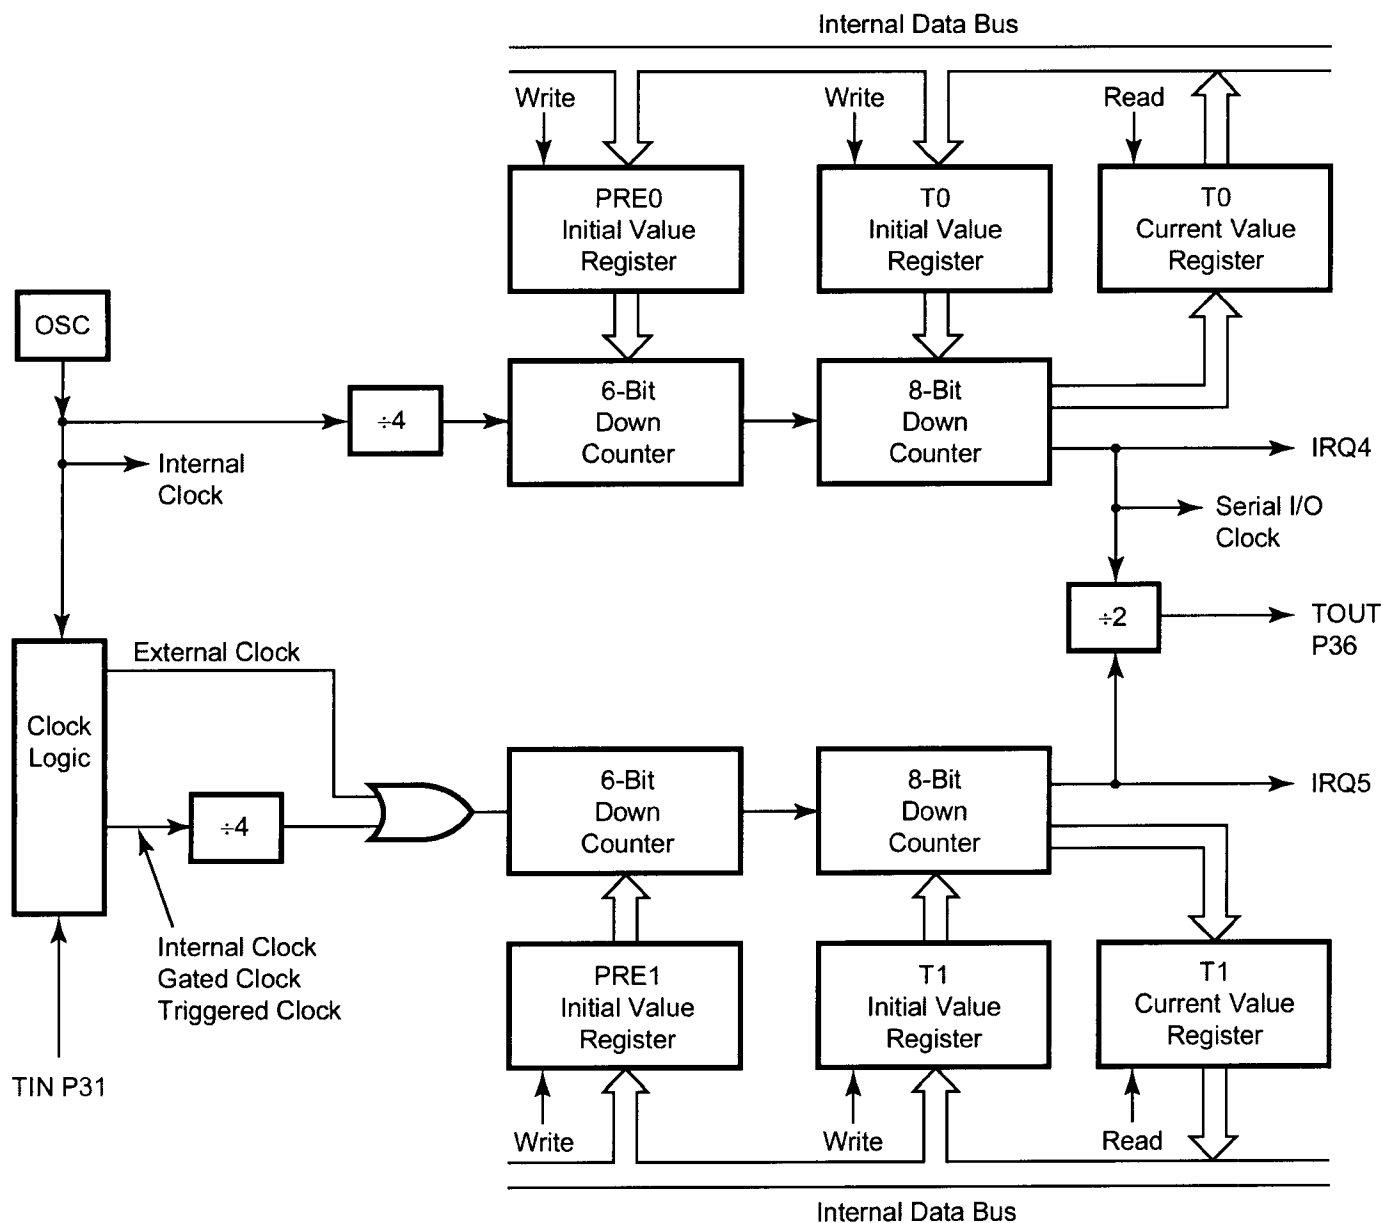 Internal Data Bus
Write
Write
Read
PRE0
Initial Value
Register
T0
Initial Value
Register
T0
Current Value
Register
OSC
÷4
6-Bit
Down
Counter
8-Bit
Down
Counter
IRQ4
Internal
Clock
Serial I/O
Clock
÷2
TOUT
P36
External Clock
Clock
Logic
÷4
6-Bit
Down
Counter
8-Bit
Down
Counter
IRQ5
Internal Clock
Gated Clock
Triggered Clock
TIN P31
PRE1
Initial Value
Register
T1
Initial Value
Register
T1
Current Value
Register
Write
Write
Read
Internal Data Bus